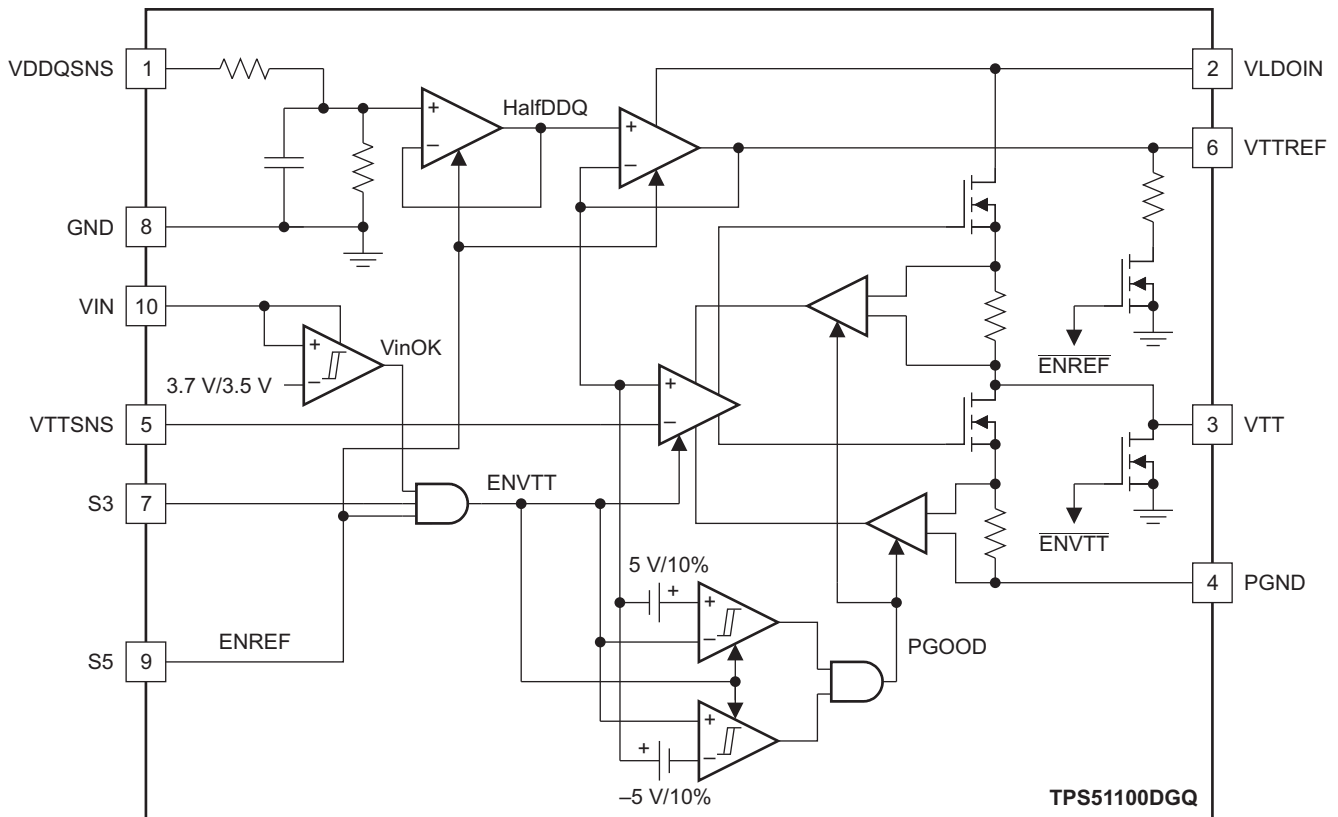 VDDQSNS 1
2 VLDOIN
HalfDDQ
+
−
+
−
6 VTTREF
GND 8
VIN 10
VinOK
+
−
3.7 V/3.5 V
ENREF
+
−
VTTSNS 5
3 VTT
S3 7
ENVTT
ENVTT
5 V/10%
+
+
−
4 PGND
S5 9
ENREF
PGOOD
+
−
+
–5 V/10%
TPS51100DGQ